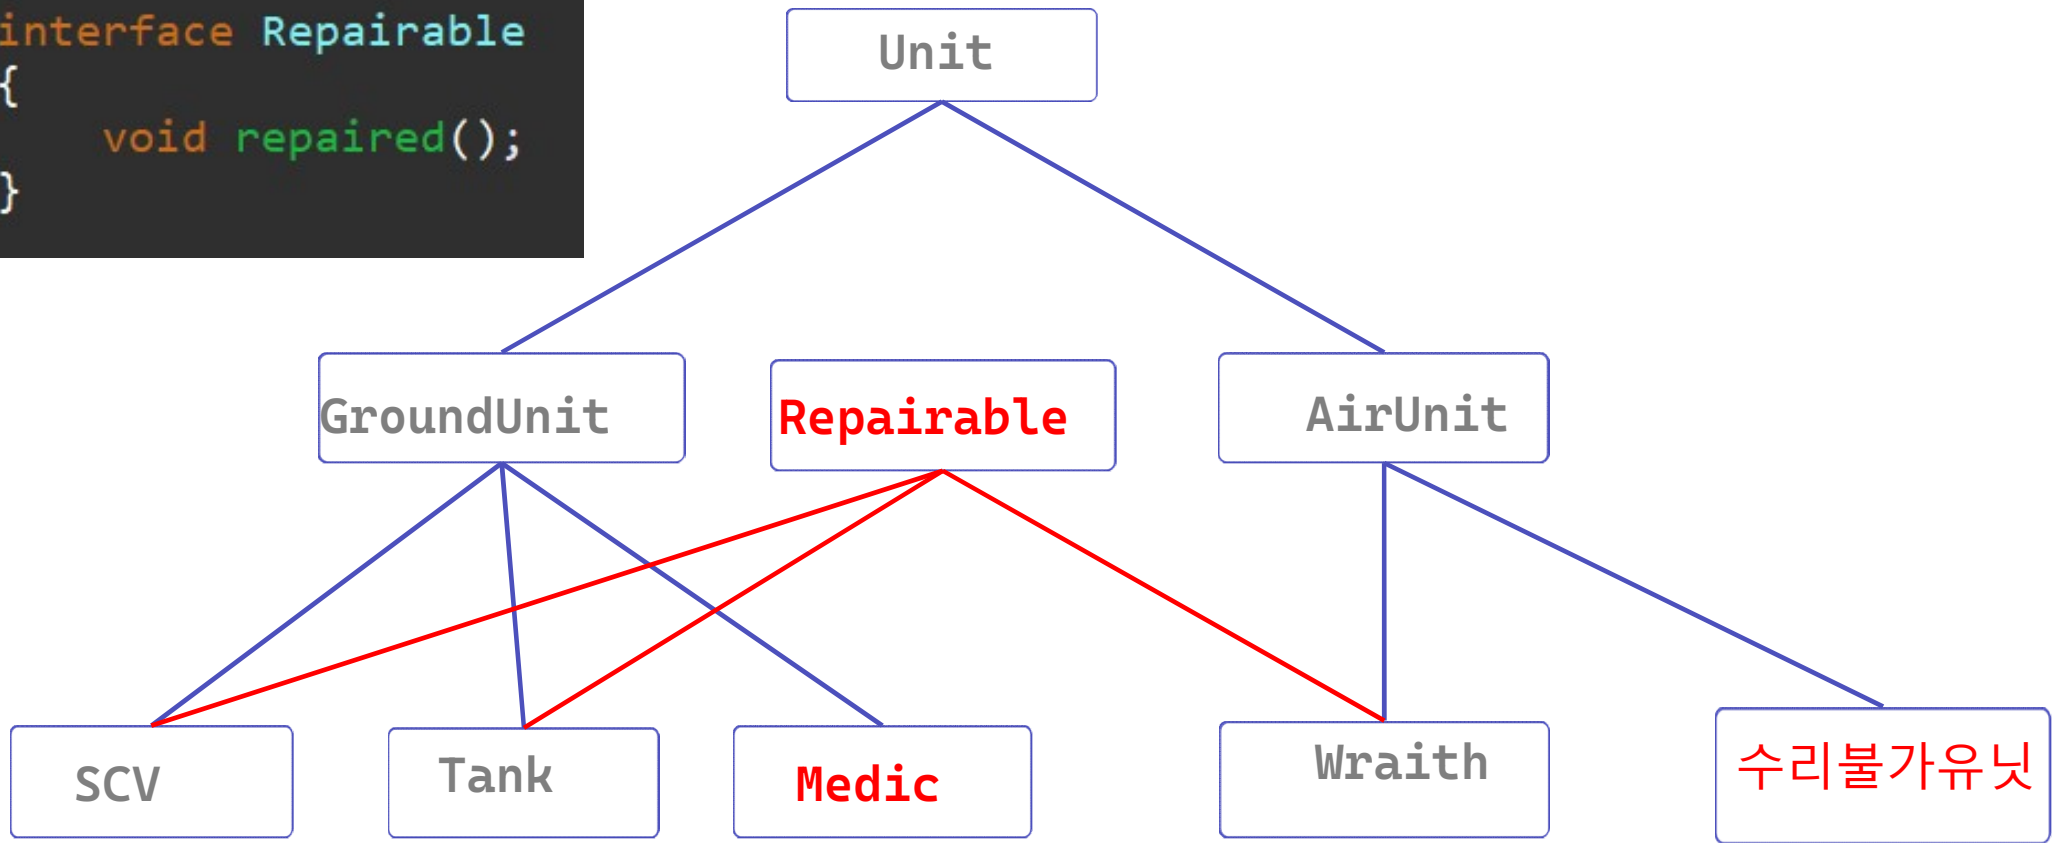 interface Repairable
{
void repaired();
}
Unit
GroundUnit
Repairable
AirUnit
SCV
Tank
Medic
Wraith
수리불가유닛